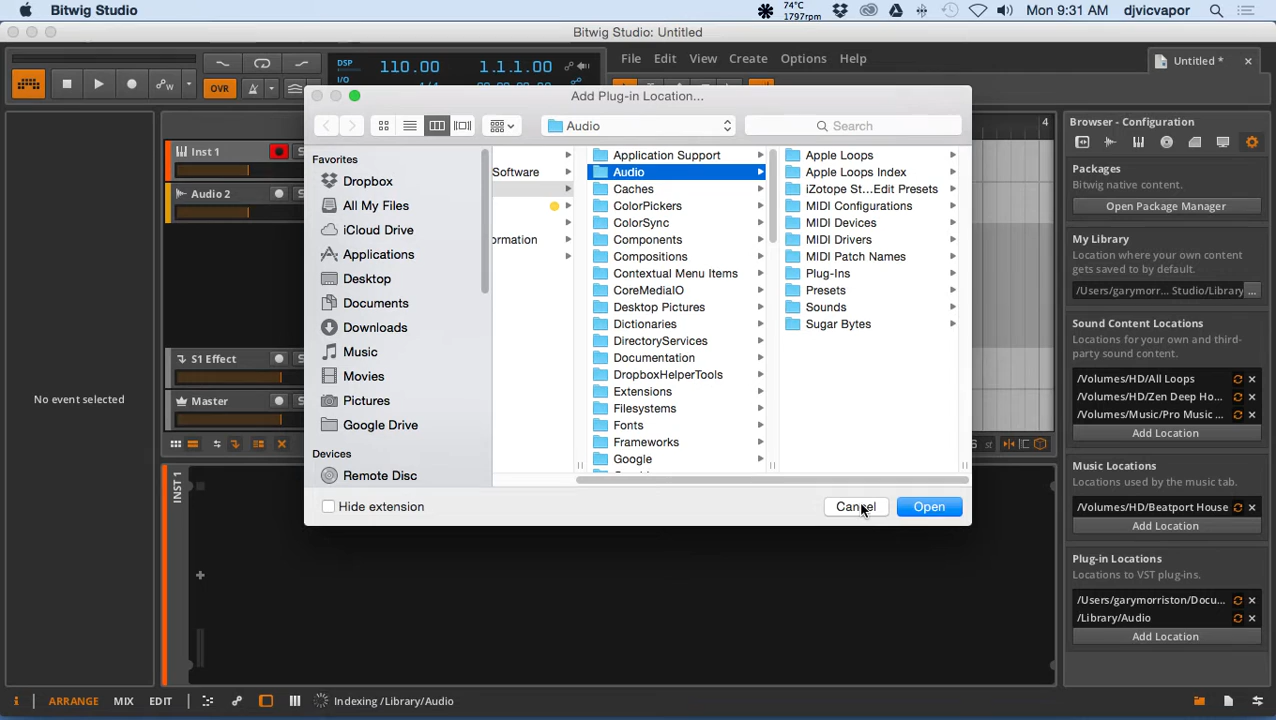 Bitwig Studio
74°C
1797rpm
Mon 9:31 AM
djvicvapor
Bitwig Studio: Untitled
DSP
I/O
110.00
1.1.1.00
File
Edit
View
Create
Options
Help
Untitled *
OVR
Add Plug-in Location...
Audio
Search
4
Inst 1
Audio 2
S1 Effect
Master
No event selected
INST 1
Favorites
Dropbox
All My Files
iCloud Drive
Applications
Desktop
Documents
Downloads
Music
Movies
Pictures
Google Drive
Devices
Remote Disc
Software
ormation
Application Support
Audio
Caches
ColorPickers
ColorSync
Components
Compositions
Contextual Menu Items
CoreMediaIO
Desktop Pictures
Dictionaries
DirectoryServices
Documentation
DropboxHelperTools
Extensions
Filesystems
Fonts
Frameworks
Google
Apple Loops
Apple Loops Index
iZotope St...Edit Presets
MIDI Configurations
MIDI Devices
MIDI Drivers
MIDI Patch Names
Plug-Ins
Presets
Sounds
Sugar Bytes
Hide extension
Cancel
Open
Browser - Configuration
Packages
Bitwig native content.
Open Package Manager
My Library
Location where your own content
gets saved to by default.
/Users/garymorr... Studio/Library
...
Sound Content Locations
Locations for your own and third-
party sound content.
/Volumes/HD/All Loops
/Volumes/HD/Zen Deep Ho...
/Volumes/Music/Pro Music ...
Add Location
Music Locations
Locations used by the music tab.
/Volumes/HD/Beatport House
Add Location
Plug-in Locations
Locations to VST plug-ins.
/Users/garymorriston/Docu...
/Library/Audio
Add Location
ARRANGE
MIX
EDIT
Indexing /Library/Audio